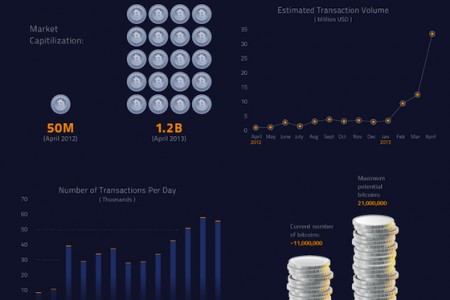 Market
Capitilization:
50M
(April 2012)
1.2B
(April 2013)
Estimated Transaction Volume
( Million USD )
35
30
25
20
15
10
5
0
April May June July Aug Sept Oct Nov Dec Jan Feb Mar April
2012 2013
Number of Transactions Per Day
( Thousands )
70
60
50
40
30
20
10
Current number
of bitcoins:
~11,000,000
Maximum
potential
bitcoins:
21,000,000